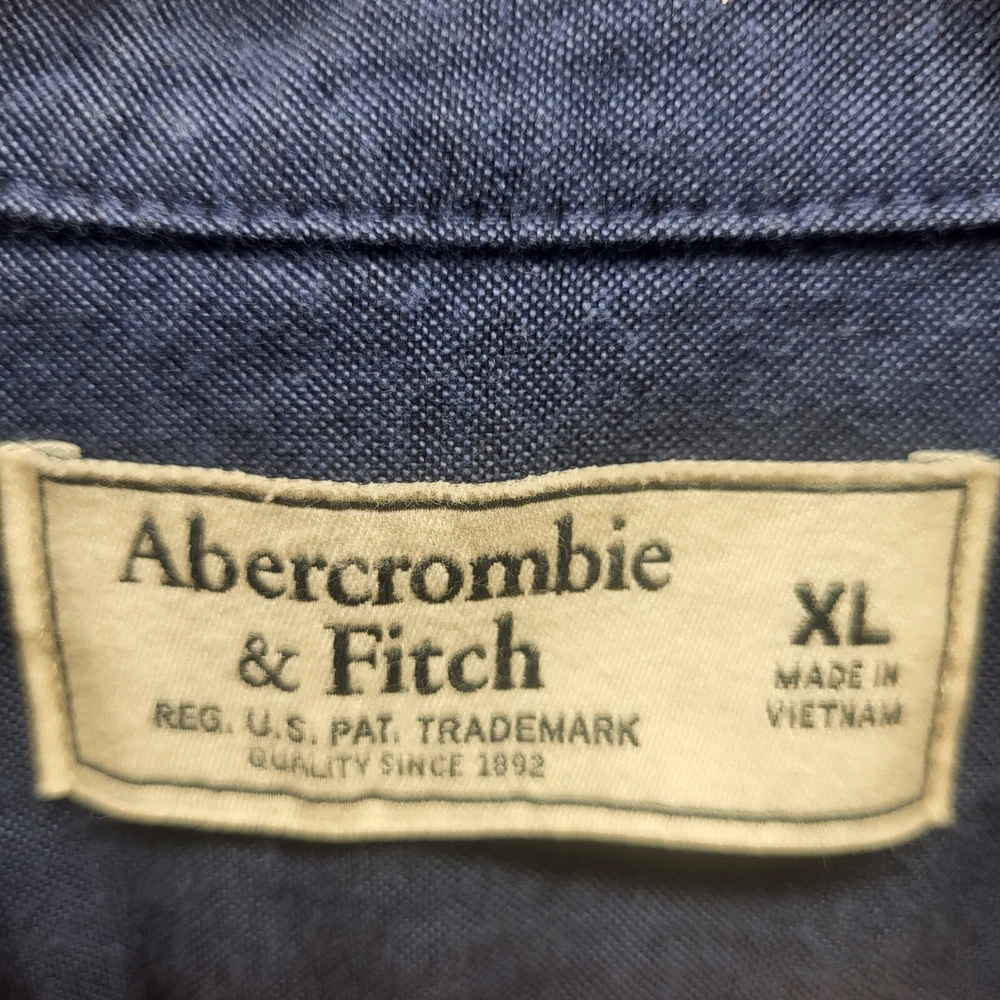 Abercrombie
& Fitch
REG. U.S. PAT. TRADEMARK
QUALITY SINCE 1892
XL
MADE IN
VIETNAM